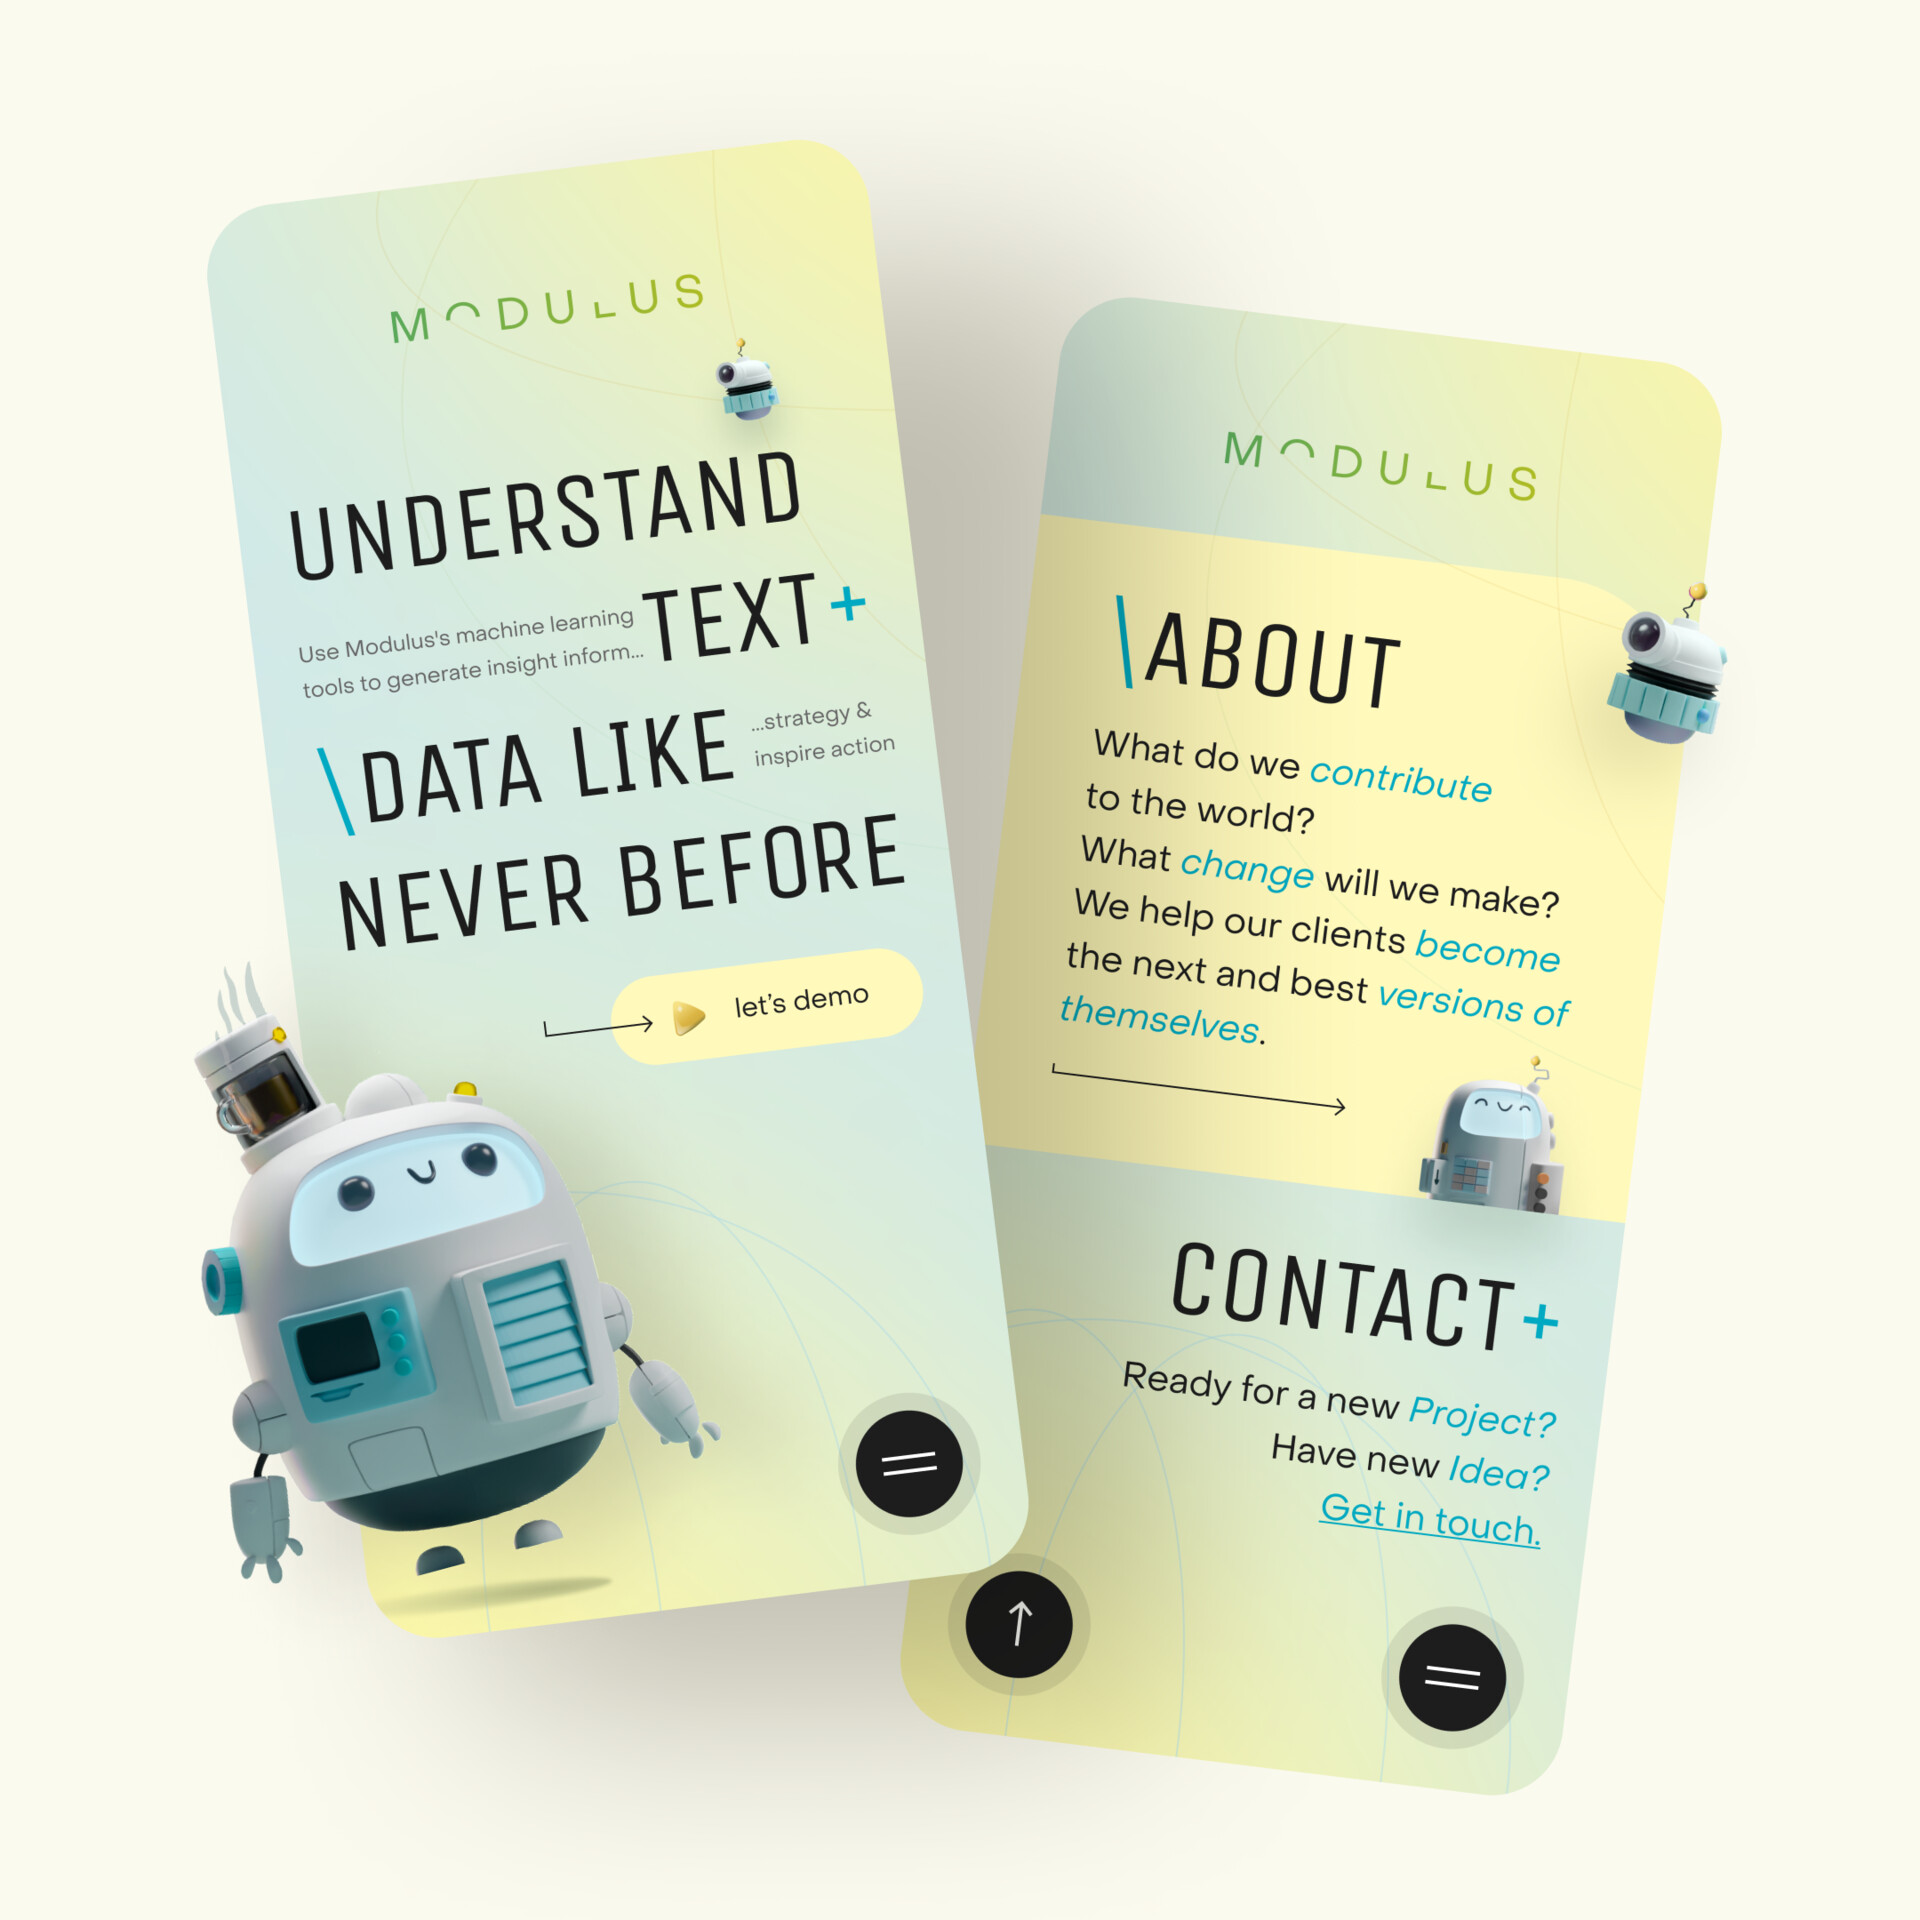 MODULUS
UNDERSTAND
Use Modulus's machine learning
tools to generate insight inform...
TEXT+
\DATA LIKE
...strategy &
inspire action
NEVER BEFORE
let's demo
MODULUS
\ABOUT
What do we contribute
to the world?
What change will we make?
We help our clients become
the next and best versions of
themselves.
CONTACT+
Ready for a new Project?
Have new Idea?
Get in touch.